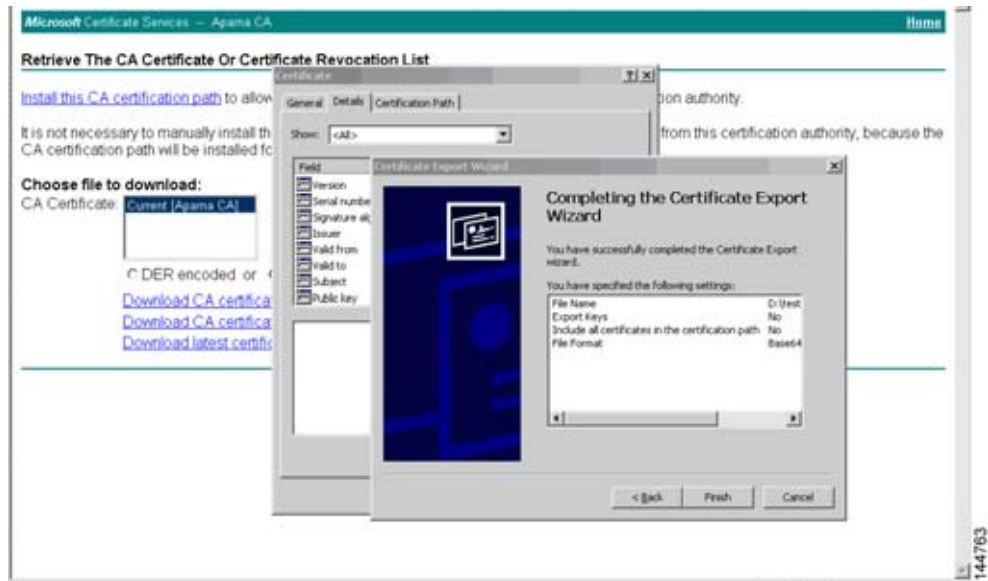 Microsoft Certificate Services -- Aparna CA
Home
Retrieve The CA Certificate Or Certificate Revocation List
Install this CA certification path to allow
ion authority.
It is not necessary to manually install th
from this certification authority, because the
CA certification path will be installed fo
Choose file to download:
CA Certificate:
Current [Aparna CA]
DER encoded or
Download CA certifica
Download CA certifica
Download latest certific
Certificate
General
Details
Certification Path
Show:
<All>
Field
Version
Serial numbe
Signature al
Issuer
Valid from
Valid to
Subject
Public key
Certificate Export Wizard
Completing the Certificate Export
Wizard
You have successfully completed the Certificate Export
wizard.
You have specified the following settings:
File Name D:\test
Export Keys No
Include all certificates in the certification path No
File Format Base64
< Back
Finish
Cancel
144763